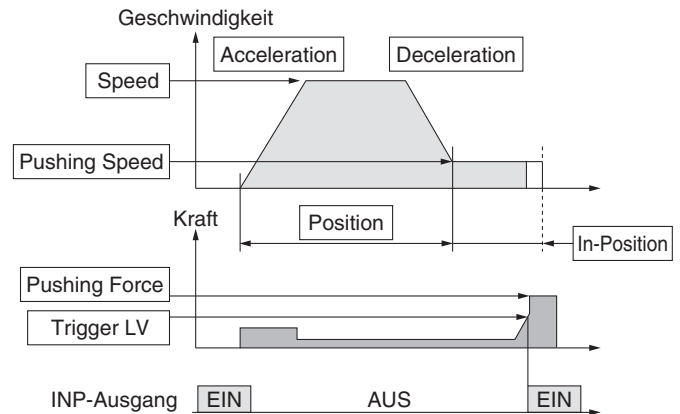 Geschwindigkeit
Acceleration
Deceleration
Speed
Pushing Speed
Kraft
Position
In-Position
Pushing Force
Trigger LV
INP-Ausgang
EIN
AUS
EIN